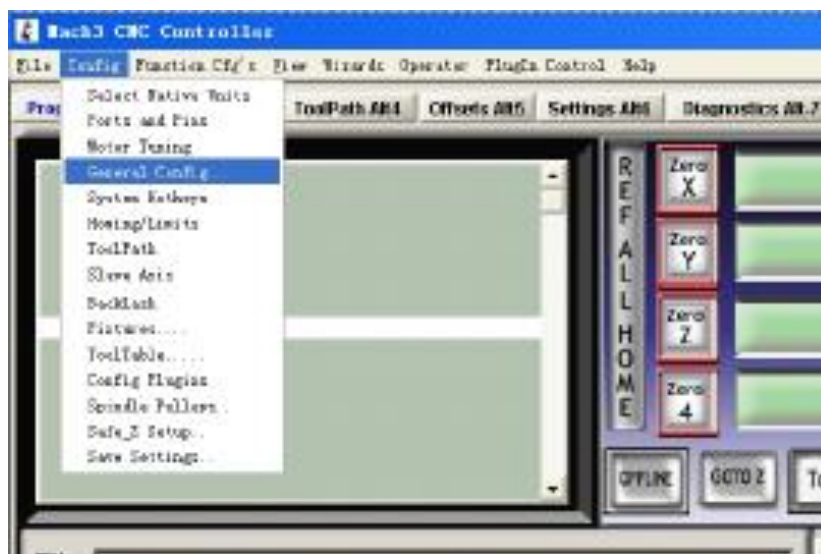 Mach3 CNC Controller
File Config Function Cfg's View Wizards Operator PlugIn Control Help
ToolPath Alt4 Offsets Alt5 Settings Alt6 Diagnostics Alt-7
Select Native Units
Ports and Pins
Motor Tuning
General Config..
System Hotkeys
Homing/Limits
ToolPath
Slave Axis
BackLash
Fixtures....
ToolTable.....
Config Plugins
Spindle Pulleys..
Safe_Z Setup..
Save Settings..
REF ALL HOME
Zero X
Zero Y
Zero Z
Zero 4
OFFLINE GOTO Z To